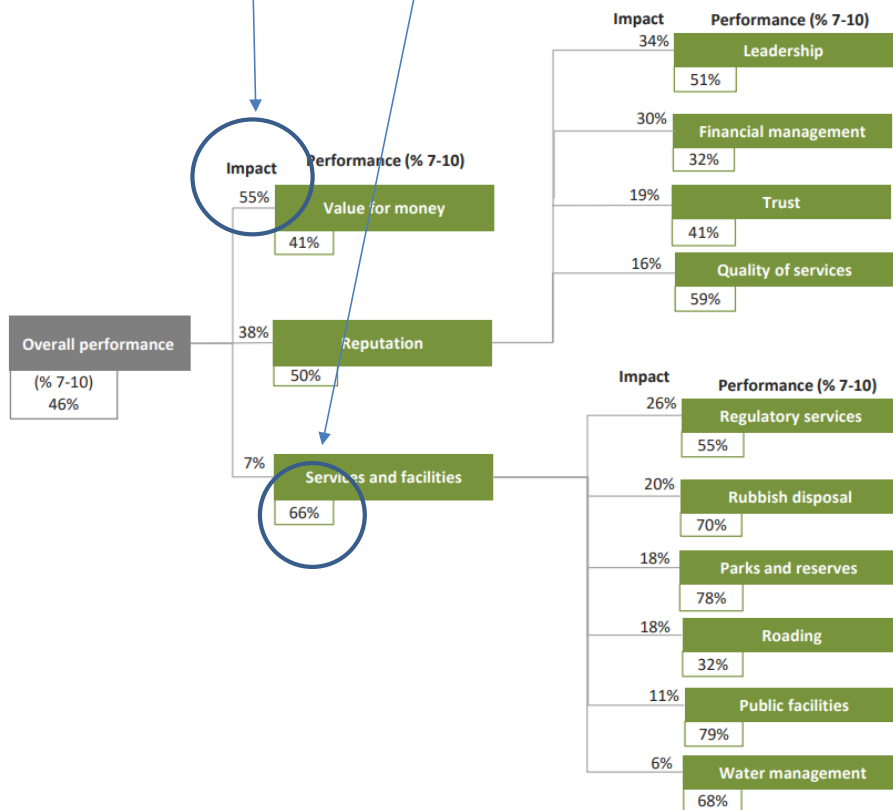 Impact Performance (% 7-10)
34% Leadership
51%
30% Financial management
32%
19% Trust
41%
16% Quality of services
59%
Impact Performance (% 7-10)
55% Value for money
41%
Overall performance
(% 7-10)
46%
38% Reputation
50%
7% Services and facilities
66%
Impact Performance (% 7-10)
26% Regulatory services
55%
20% Rubbish disposal
70%
18% Parks and reserves
78%
18% Roading
32%
11% Public facilities
79%
6% Water management
68%